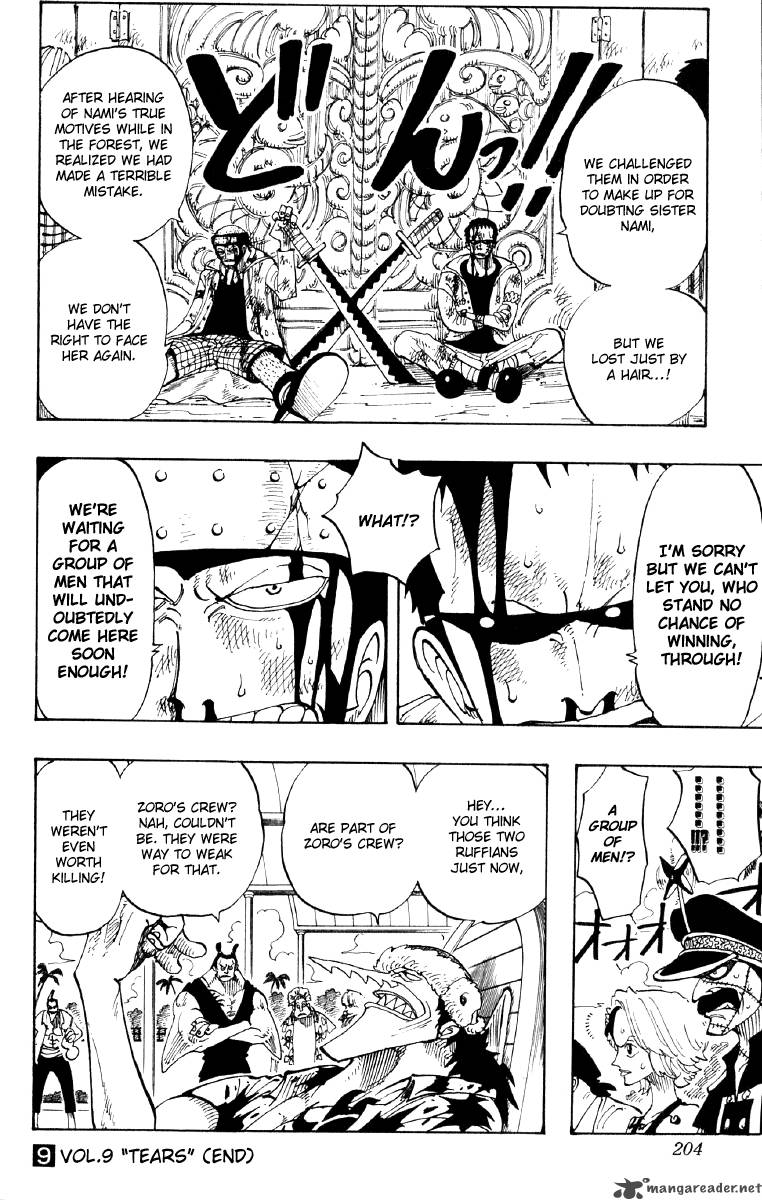 どんっ!!
WE CHALLENGED
THEM IN ORDER
TO MAKE UP FOR
DOUBTING SISTER
NAMI,
BUT WE
LOST JUST BY
A HAIR...!
AFTER HEARING
OF NAMI'S TRUE
MOTIVES WHILE IN
THE FOREST, WE
REALIZED WE HAD
MADE A TERRIBLE
MISTAKE.
WE DON'T
HAVE THE
RIGHT TO FACE
HER AGAIN.
I'M SORRY
BUT WE CAN'T
LET YOU, WHO
STAND NO
CHANCE OF
WINNING,
THROUGH!
WHAT!?
WE'RE
WAITING
FOR A
GROUP OF
MEN THAT
WILL UND-
OUBTEDLY
COME HERE
SOON
ENOUGH!
!!?
A
GROUP
OF
MEN!?
オオオ
HEY...
YOU THINK
THOSE TWO
RUFFIANS
JUST NOW,
ARE PART OF
ZORO'S CREW?
ZORO'S CREW?
NAH, COULDN'T
BE. THEY WERE
WAY TO WEAK
FOR THAT.
THEY
WEREN'T
EVEN
WORTH
KILLING!
9 VOL.9 "TEARS" (END)
204
mangareader.net